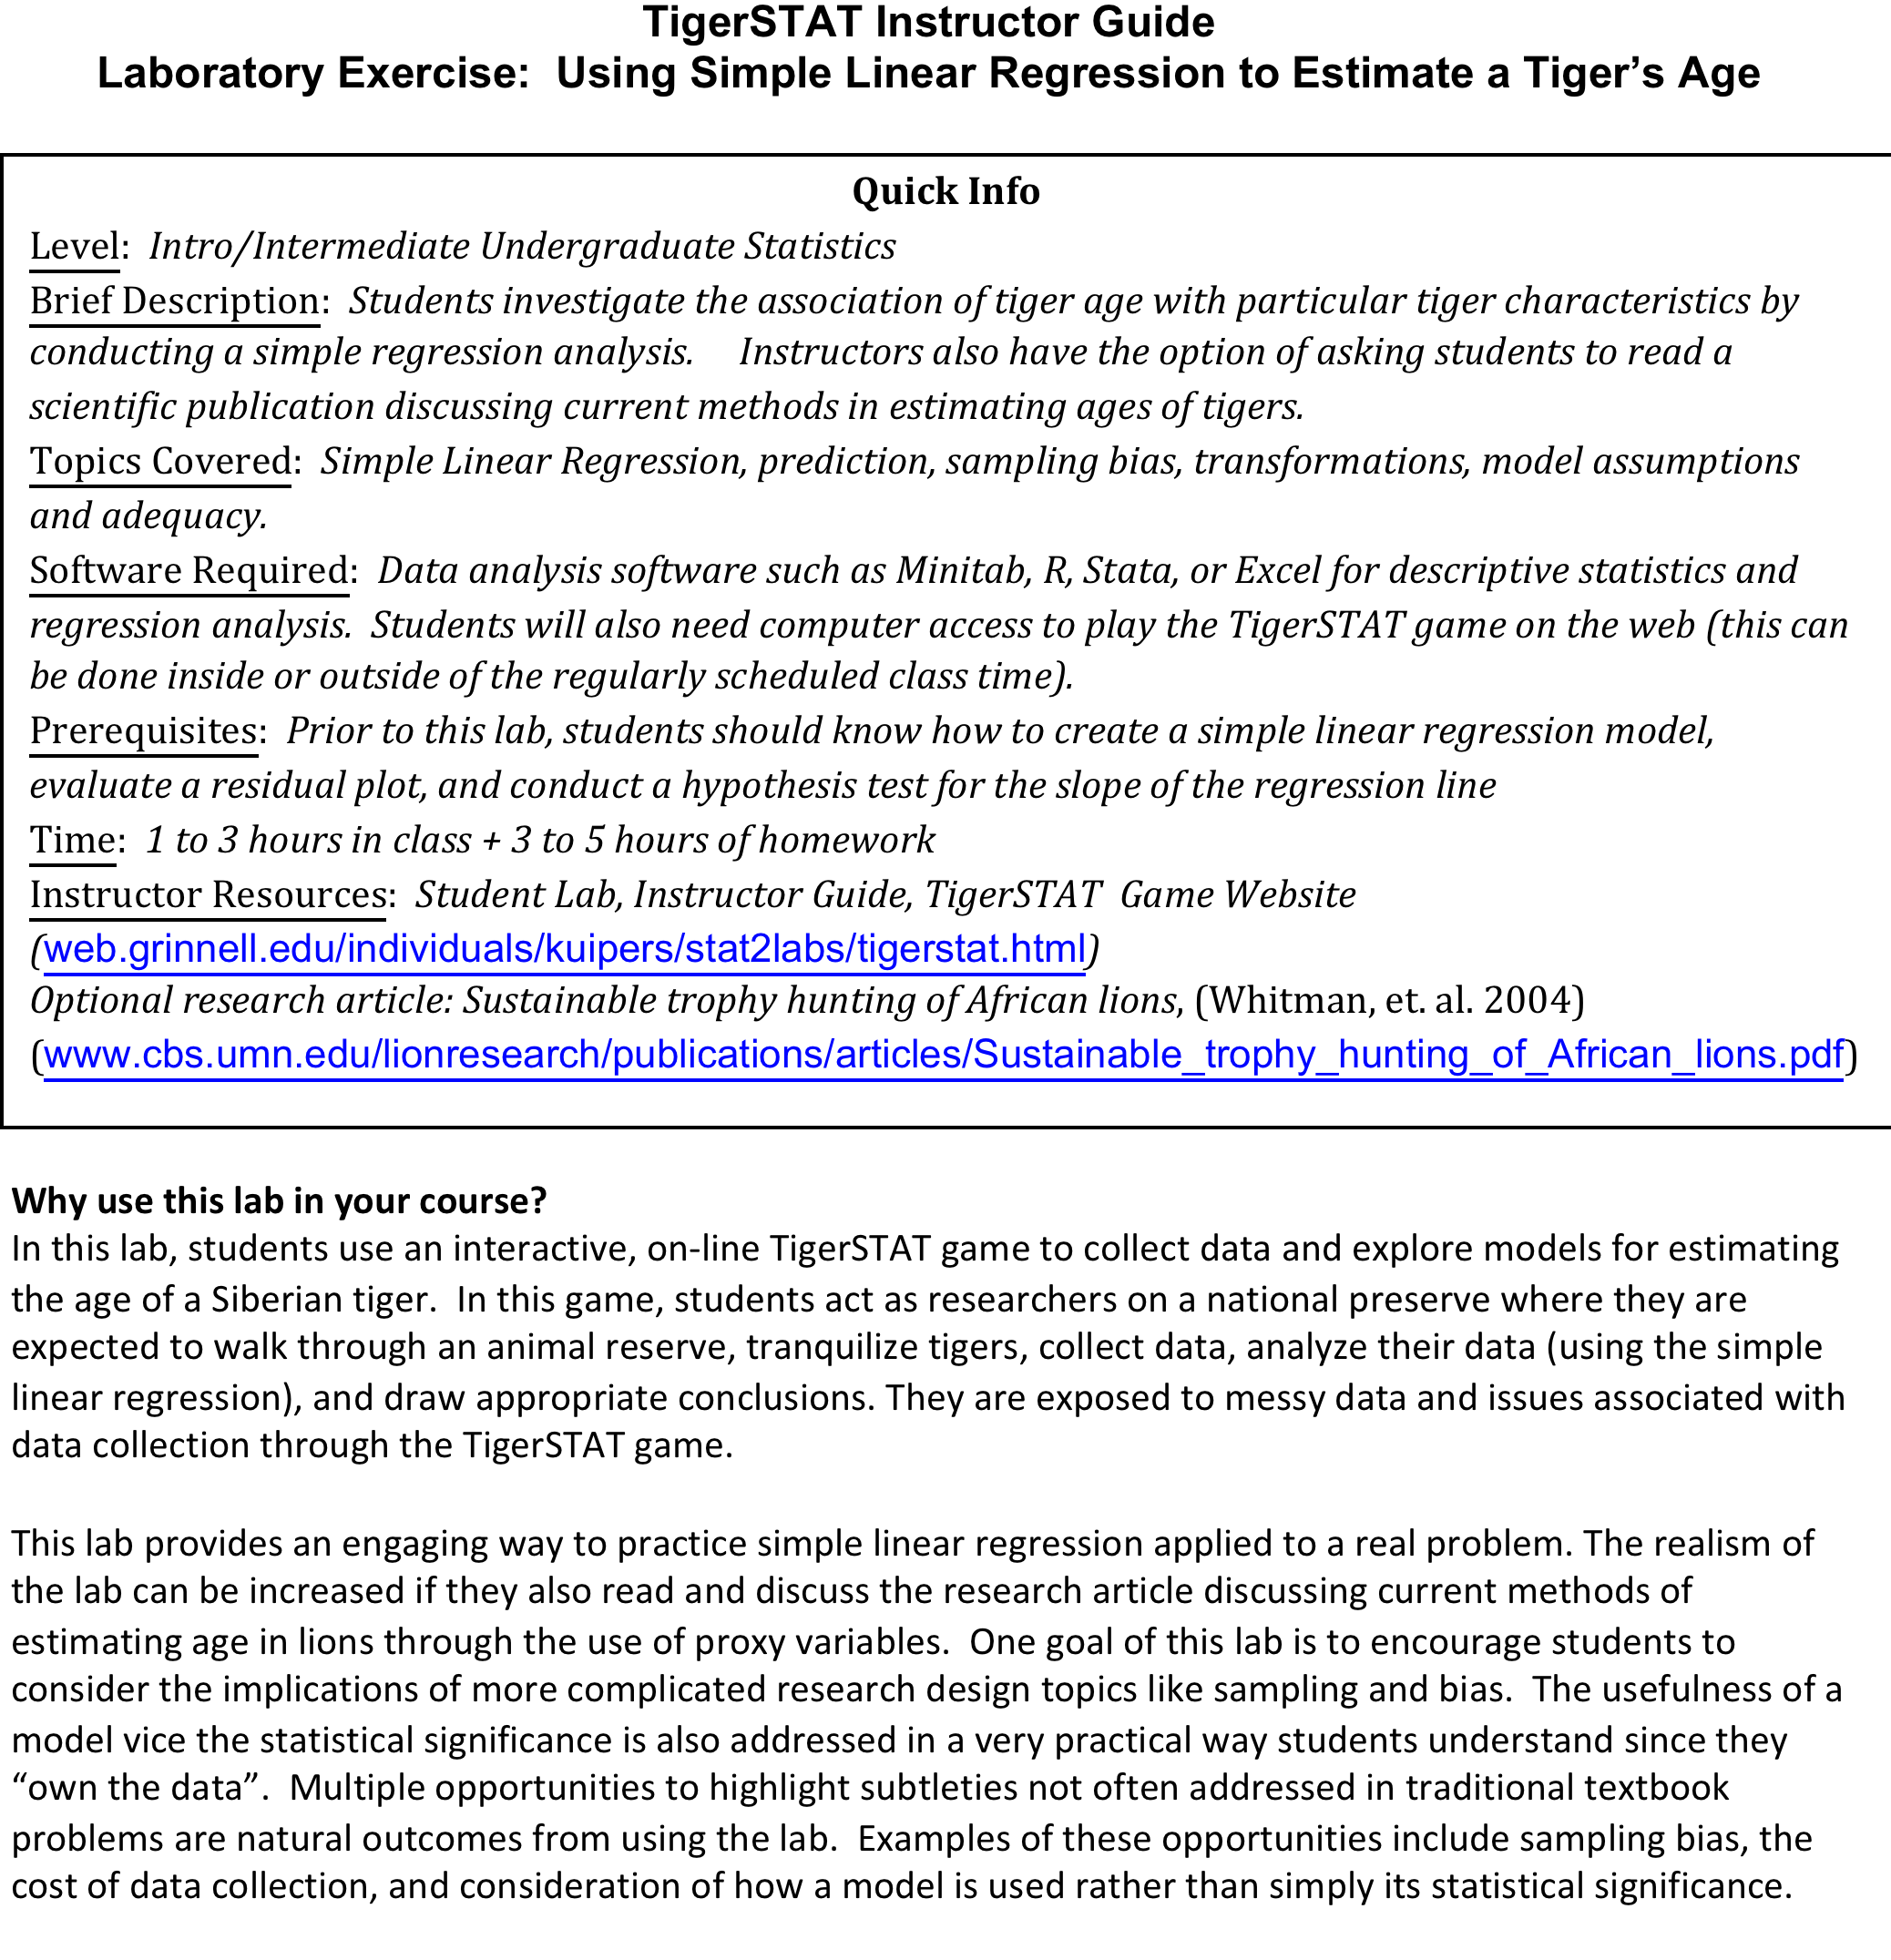 TigerSTAT Instructor Guide
Laboratory Exercise:  Using Simple Linear Regression to Estimate a Tiger’s Age
Quick Info
Level:  Intro/Intermediate Undergraduate Statistics
Brief Description:  Students investigate the association of tiger age with particular tiger characteristics by
conducting a simple regression analysis.    Instructors also have the option of asking students to read a
scientific publication discussing current methods in estimating ages of tigers.
Topics Covered:  Simple Linear Regression, prediction, sampling bias, transformations, model assumptions
and adequacy.
Software Required:  Data analysis software such as Minitab, R, Stata, or Excel for descriptive statistics and
regression analysis.  Students will also need computer access to play the TigerSTAT game on the web (this can
be done inside or outside of the regularly scheduled class time).
Prerequisites:  Prior to this lab, students should know how to create a simple linear regression model,
evaluate a residual plot, and conduct a hypothesis test for the slope of the regression line
Time:  1 to 3 hours in class + 3 to 5 hours of homework
Instructor Resources:  Student Lab, Instructor Guide, TigerSTAT  Game Website
(web.grinnell.edu/individuals/kuipers/stat2labs/tigerstat.html)
Optional research article: Sustainable trophy hunting of African lions, (Whitman, et. al. 2004)
(www.cbs.umn.edu/lionresearch/publications/articles/Sustainable_trophy_hunting_of_African_lions.pdf)
Why use this lab in your course?
In this lab, students use an interactive, on-line TigerSTAT game to collect data and explore models for estimating
the age of a Siberian tiger.  In this game, students act as researchers on a national preserve where they are
expected to walk through an animal reserve, tranquilize tigers, collect data, analyze their data (using the simple
linear regression), and draw appropriate conclusions. They are exposed to messy data and issues associated with
data collection through the TigerSTAT game.
This lab provides an engaging way to practice simple linear regression applied to a real problem. The realism of
the lab can be increased if they also read and discuss the research article discussing current methods of
estimating age in lions through the use of proxy variables.  One goal of this lab is to encourage students to
consider the implications of more complicated research design topics like sampling and bias.  The usefulness of a
model vice the statistical significance is also addressed in a very practical way students understand since they
“own the data”.  Multiple opportunities to highlight subtleties not often addressed in traditional textbook
problems are natural outcomes from using the lab.  Examples of these opportunities include sampling bias, the
cost of data collection, and consideration of how a model is used rather than simply its statistical significance.